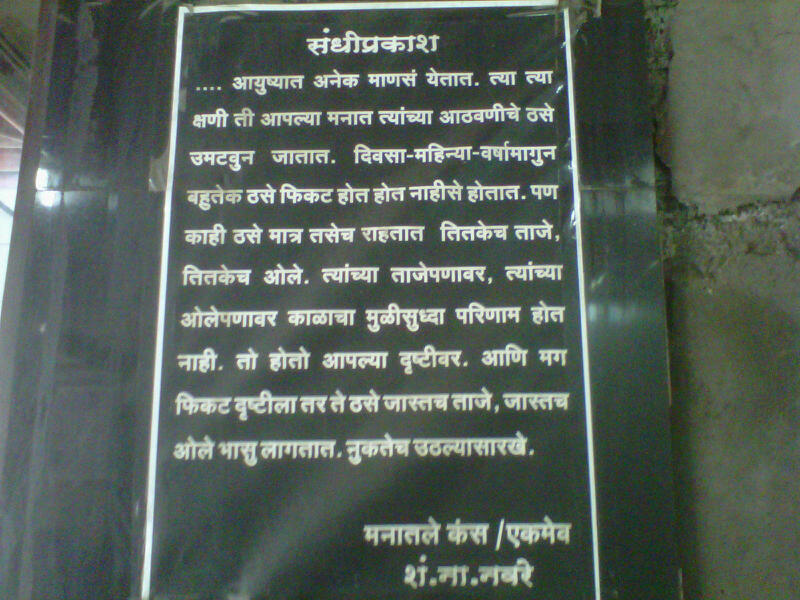 संधीप्रकाश
.... आयुष्यात अनेक माणसं येतात. त्या त्या
क्षणी ती आपल्या मनात त्यांच्या आठवणीचे ठसे
उमटवुन जातात. दिवसा-महिन्या-वर्षामागुन
बहुतेक ठसे फिकट होत होत नाहीसे होतात. पण
काही ठसे मात्र तसेच राहतात तितकेच ताजे,
तितकेच ओले. त्यांच्या ताजेपणावर, त्यांच्या
ओलेपणावर काळाचा मुळीसुध्दा परिणाम होत
नाही. तो होतो आपल्या दृष्टीवर. आणि मग
फिकट दृष्टीला तर ते ठसे जास्तच ताजे, जास्तच
ओले भासु लागतात. नुकतेच उठल्यासारखे.
मनातले कंस /एकमेव
शं.ना.नवरे